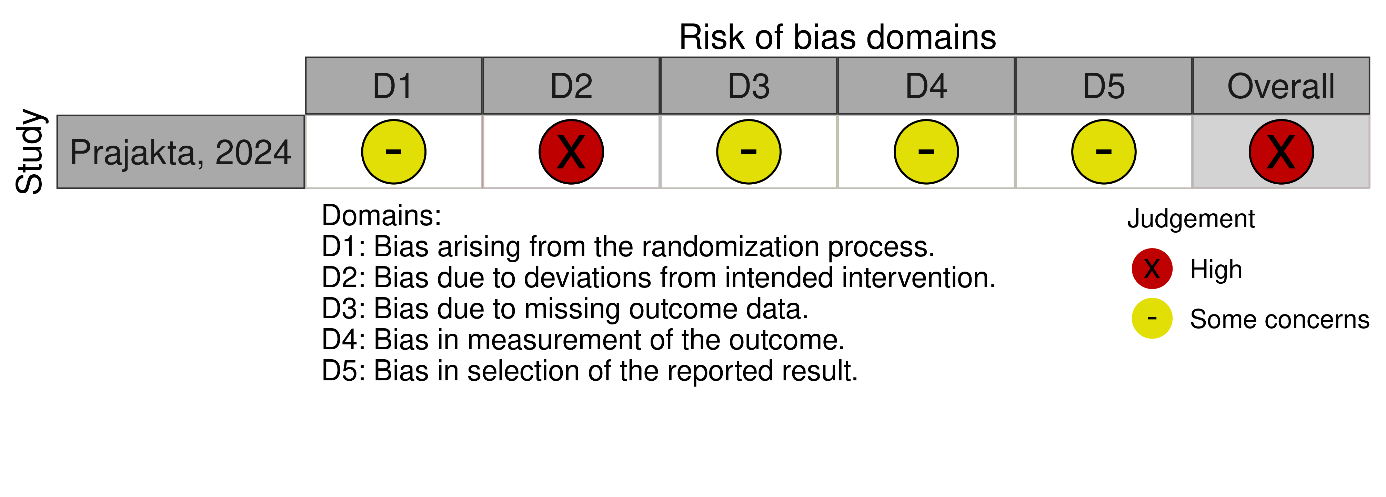 Risk of bias domains
D1 D2 D3 D4 D5 Overall
Study
Prajakta, 2024 - X - - - X
Domains:
D1: Bias arising from the randomization process.
D2: Bias due to deviations from intended intervention.
D3: Bias due to missing outcome data.
D4: Bias in measurement of the outcome.
D5: Bias in selection of the reported result.
Judgement
X High
- Some concerns